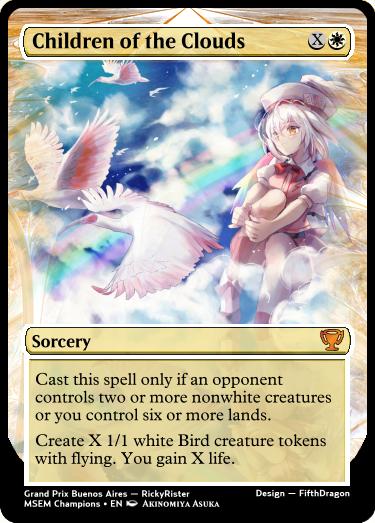 Children of the Clouds X
Sorcery
Cast this spell only if an opponent
controls two or more nonwhite creatures
or you control six or more lands.
Create X 1/1 white Bird creature tokens
with flying. You gain X life.
Grand Prix Buenos Aires — RickyRister Design — FifthDragon
MSEM Champions • EN Akinomiya Asuka